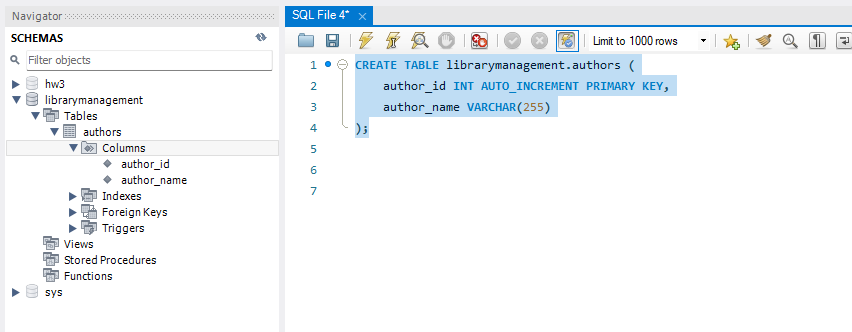 Navigator
SCHEMAS
Filter objects
hw3
librarymanagement
Tables
authors
Columns
author_id
author_name
Indexes
Foreign Keys
Triggers
Views
Stored Procedures
Functions
sys
SQL File 4*
Limit to 1000 rows
1 CREATE TABLE librarymanagement.authors (
2 author_id INT AUTO_INCREMENT PRIMARY KEY,
3 author_name VARCHAR(255)
4 );
5
6
7